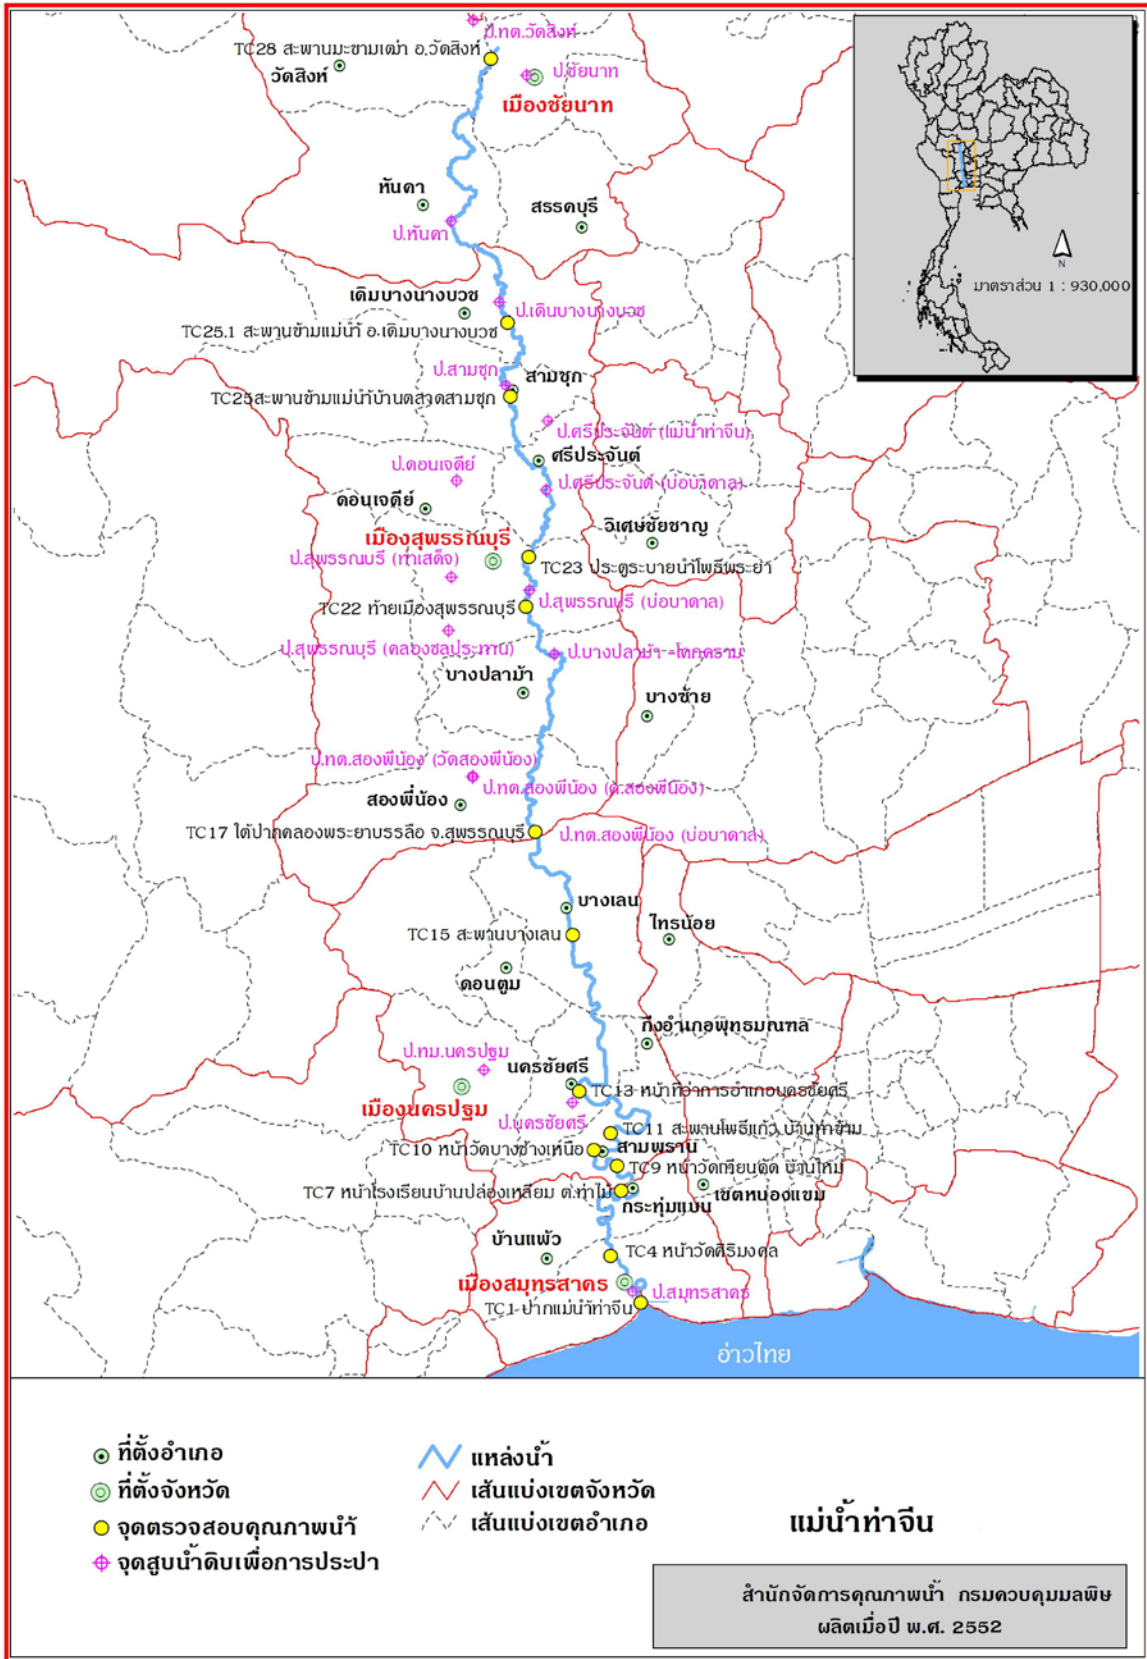 ป.ทต.วัดสิงห์
TC28 สะพานมะขามเฒ่า อ.วัดสิงห์
วัดสิงห์
ป.ชัยนาท
เมืองชัยนาท
หันคา
สรรคบุรี
ป.หันคา
N
มาตราส่วน 1 : 930,000
เดิมบางนางบวช
ป.เดิมบางนางบวช
TC25.1 สะพานข้ามแม่น้ำ อ.เดิมบางนางบวช
ป.สามชุก
สามชุก
TC25สะพานข้ามแม่น้ำบ้านตลาดสามชุก
ป.ศรีประจันต์ (แม่น้ำท่าจีน)
ศรีประจันต์
ป.ดอนเจดีย์
ป.ศรีประจันต์ (บ่อบาดาล)
ดอนเจดีย์
วิเศษชัยชาญ
เมืองสุพรรณบุรี
ป.สุพรรณบุรี (ท่าเสด็จ)
TC23 ประตูระบายน้ำโพธิ์พระยา
TC22 ท้ายเมืองสุพรรณบุรี
ป.สุพรรณบุรี (บ่อบาดาล)
ป.สุพรรณบุรี (คลองชลประทาน)
ป.บางปลาม้า -โคกคราม
บางปลาม้า
บางซ้าย
ป.ทต.สองพี่น้อง (วัดสองพี่น้อง)
ป.ทต.สองพี่น้อง (ต.สองพี่น้อง)
สองพี่น้อง
TC17 ใต้ปากคลองพระยาบรรลือ จ.สุพรรณบุรี
ป.ทต.สองพี่น้อง (บ่อบาดาล)
บางเลน
ไทรน้อย
TC15 สะพานบางเลน
ดอนตูม
กิ่งอำเภอพุทธมณฑล
ป.ทม.นครปฐม
นครชัยศรี
TC13 หน้าที่ว่าการอำเภอนครชัยศรี
เมืองนครปฐม
ป.นครชัยศรี
TC11 สะพานโพธิ์แก้ว บ้านท่าข้าม
TC10 หน้าวัดบางช้างเหนือ
สามพราน
TC9 หน้าวัดเทียนดัด บ้านใหม่
TC7 หน้าโรงเรียนบ้านปล่องเหลี่ยม ต.ท่าไม้
เขตหนองแขม
กระทุ่มแบน
บ้านแพ้ว
TC4 หน้าวัดศิริมงคล
เมืองสมุทรสาคร
ป.สมุทรสาคร
TC1 ปากแม่น้ำท่าจีน
อ่าวไทย
ที่ตั้งอำเภอ
ที่ตั้งจังหวัด
จุดตรวจสอบคุณภาพน้ำ
จุดสูบน้ำดิบเพื่อการประปา
แหล่งน้ำ
เส้นแบ่งเขตจังหวัด
เส้นแบ่งเขตอำเภอ
แม่น้ำท่าจีน
สำนักจัดการคุณภาพน้ำ กรมควบคุมมลพิษ
ผลิตเมื่อปี พ.ศ. 2552